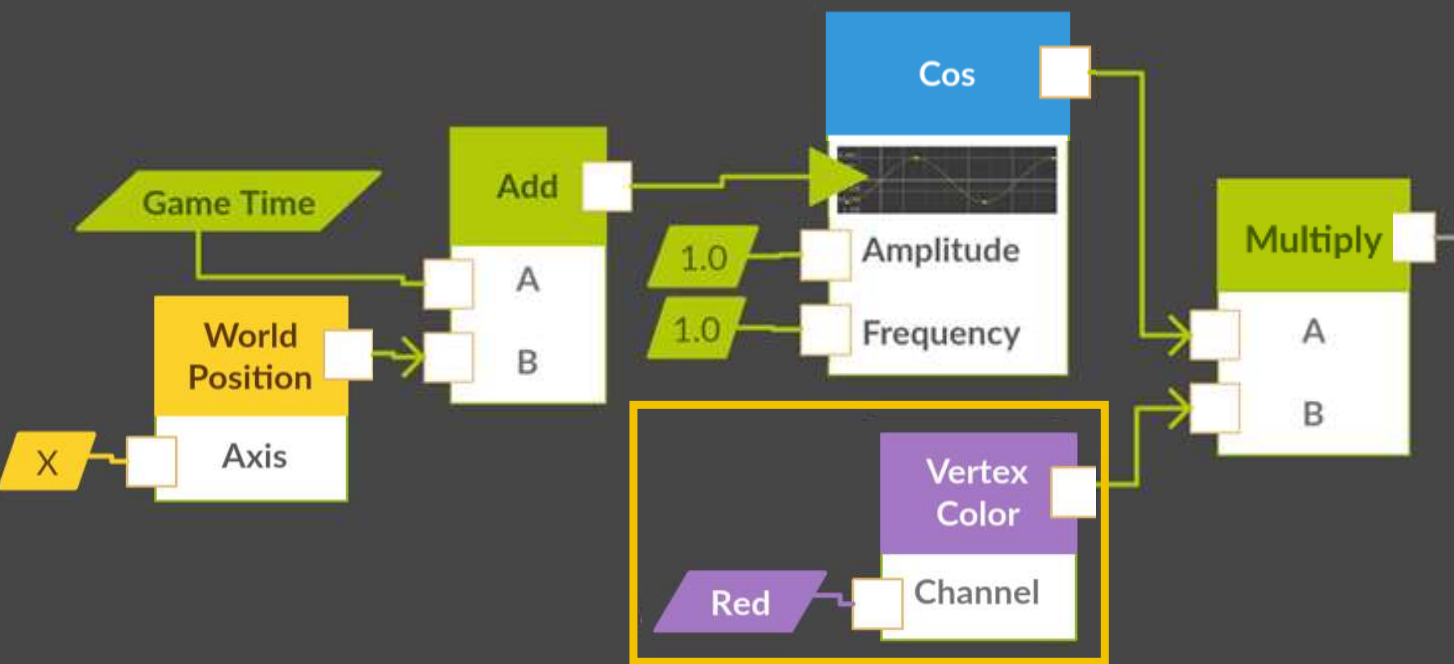 Cos
Add
Game Time
Multiply
1.0
Amplitude
A
A
World
Position
1.0
Frequency
B
B
X
Axis
Vertex
Color
Red
Channel